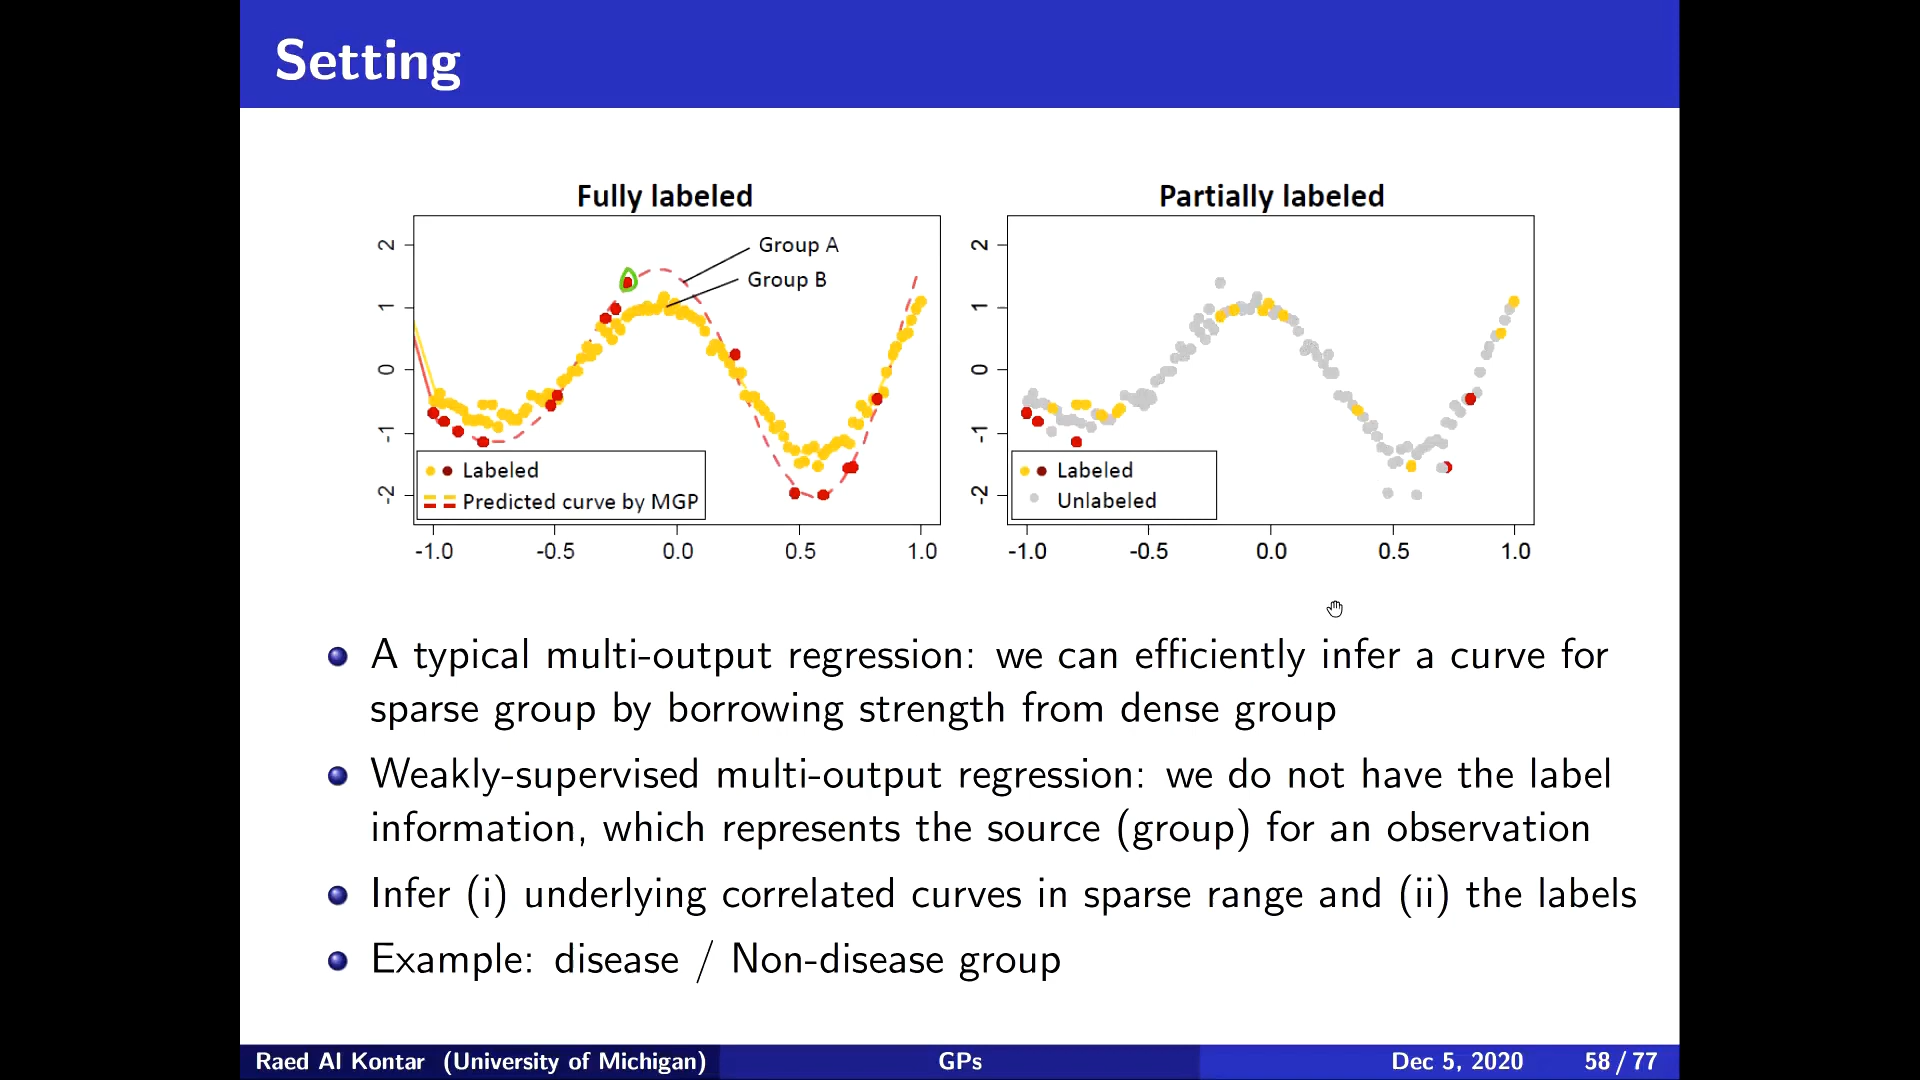 Setting
Fully labeled
Partially labeled
Group A
Group B
2
1
0
-1
-2
Labeled
Predicted curve by MGP
-1.0 -0.5 0.0 0.5 1.0
2
1
0
-1
-2
Labeled
Unlabeled
-1.0 -0.5 0.0 0.5 1.0
A typical multi-output regression: we can efficiently infer a curve for
sparse group by borrowing strength from dense group
Weakly-supervised multi-output regression: we do not have the label
information, which represents the source (group) for an observation
Infer (i) underlying correlated curves in sparse range and (ii) the labels
Example: disease / Non-disease group
Raed Al Kontar (University of Michigan) GPs Dec 5, 2020 58 / 77